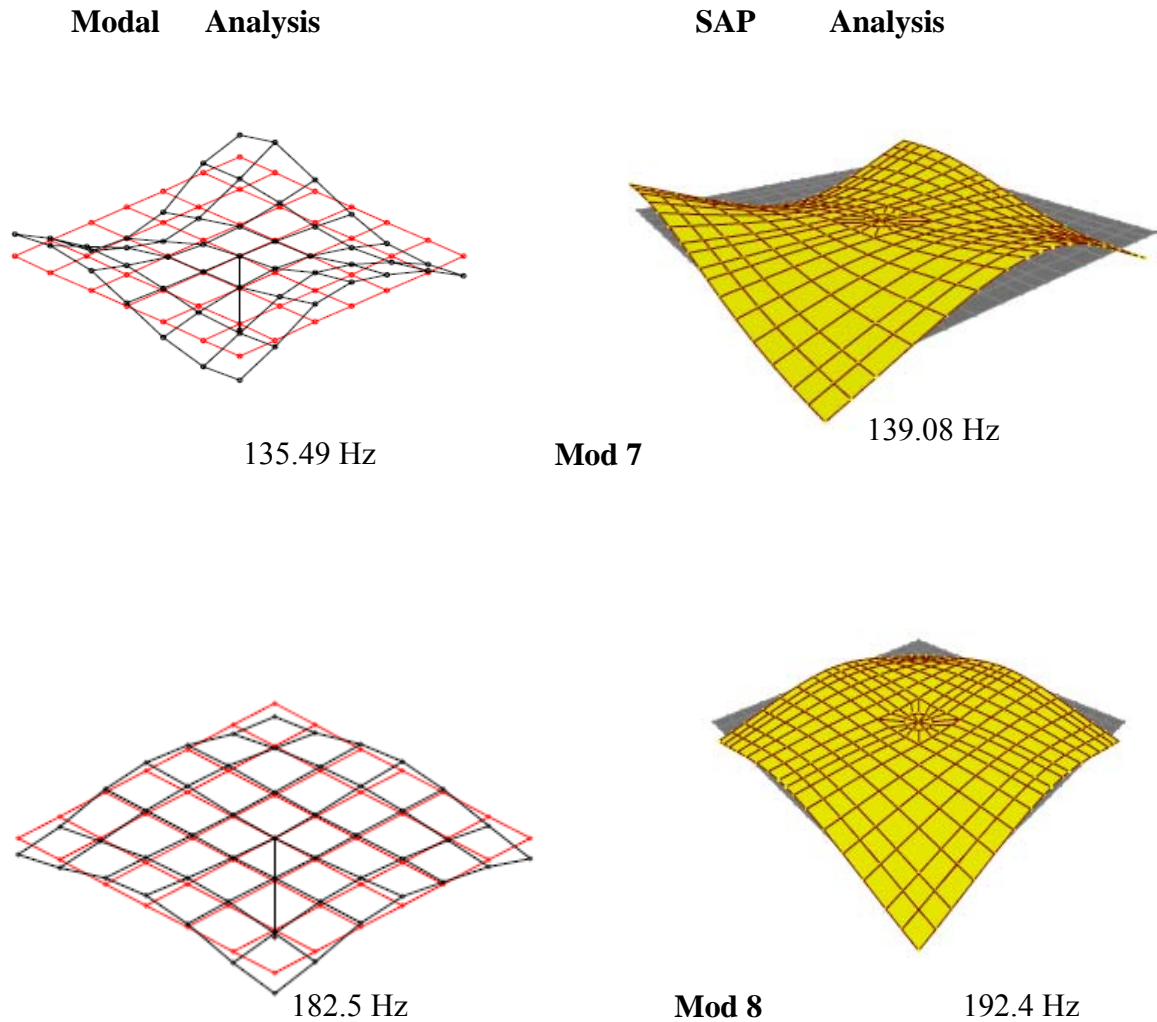 Modal Analysis
SAP Analysis
135.49 Hz
Mod 7
139.08 Hz
182.5 Hz
Mod 8
192.4 Hz